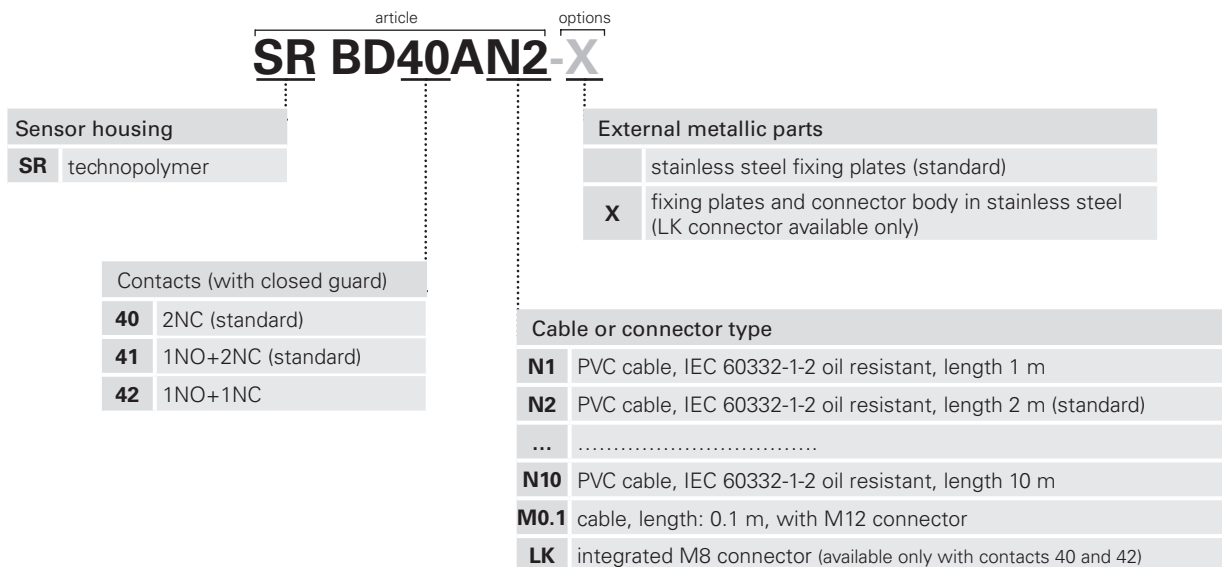 article
options
SR BD40AN2-X
Sensor housing
SR technopolymer
External metallic parts
stainless steel fixing plates (standard)
X fixing plates and connector body in stainless steel
(LK connector available only)
Contacts (with closed guard)
40 2NC (standard)
41 1NO+2NC (standard)
42 1NO+1NC
Cable or connector type
N1 PVC cable, IEC 60332-1-2 oil resistant, length 1 m
N2 PVC cable, IEC 60332-1-2 oil resistant, length 2 m (standard)
... ....................................
N10 PVC cable, IEC 60332-1-2 oil resistant, length 10 m
M0.1 cable, length: 0.1 m, with M12 connector
LK integrated M8 connector (available only with contacts 40 and 42)